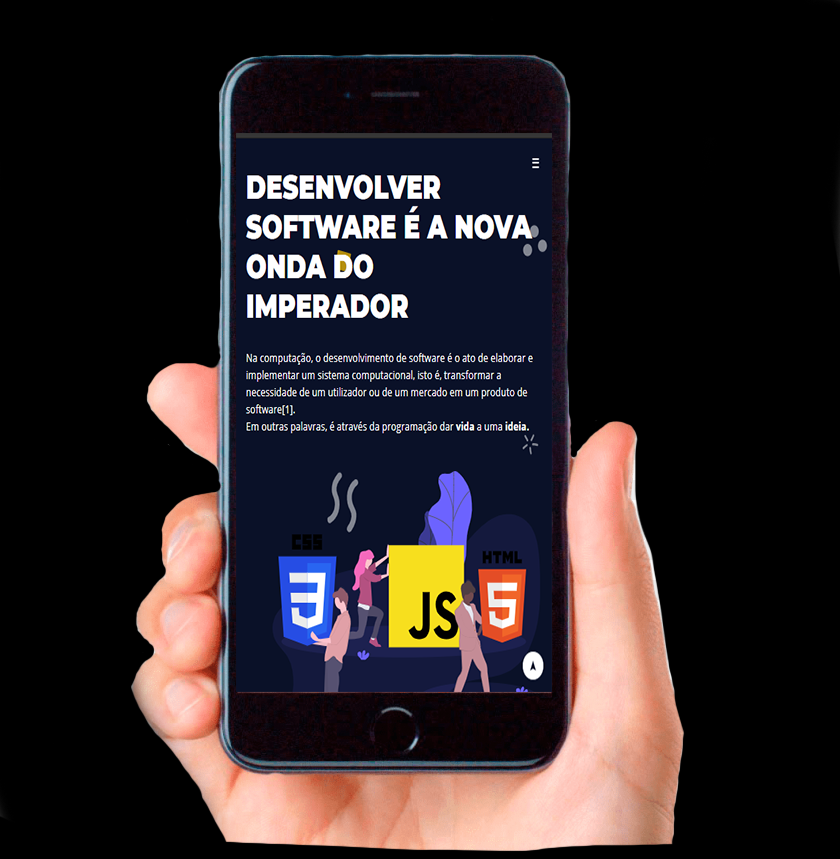 DESENVOLVER
SOFTWARE É A NOVA
ONDA DO
IMPERADOR
Na computação, o desenvolvimento de software é o ato de elaborar e
implementar um sistema computacional, isto é, transformar a
necessidade de um utilizador ou de um mercado em um produto de
software[1].
Em outras palavras, é através da programação dar vida a uma ideia.
CSS
HTML
3
JS
5